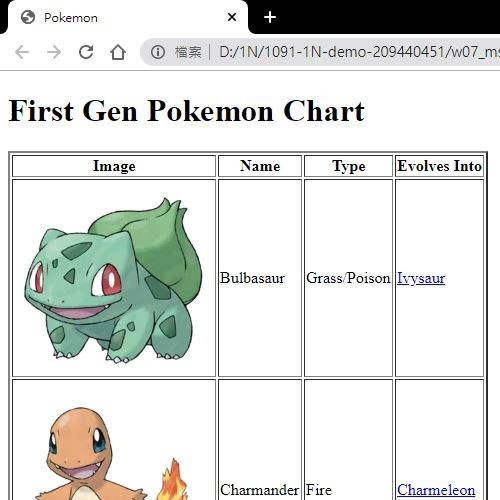 Pokemon
檔案 D:/1N/1091-1N-demo-209440451/w07_ms
First Gen Pokemon Chart
Image Name Type Evolves Into
Bulbasaur Grass/Poison Ivysaur
Charmander Fire Charmeleon